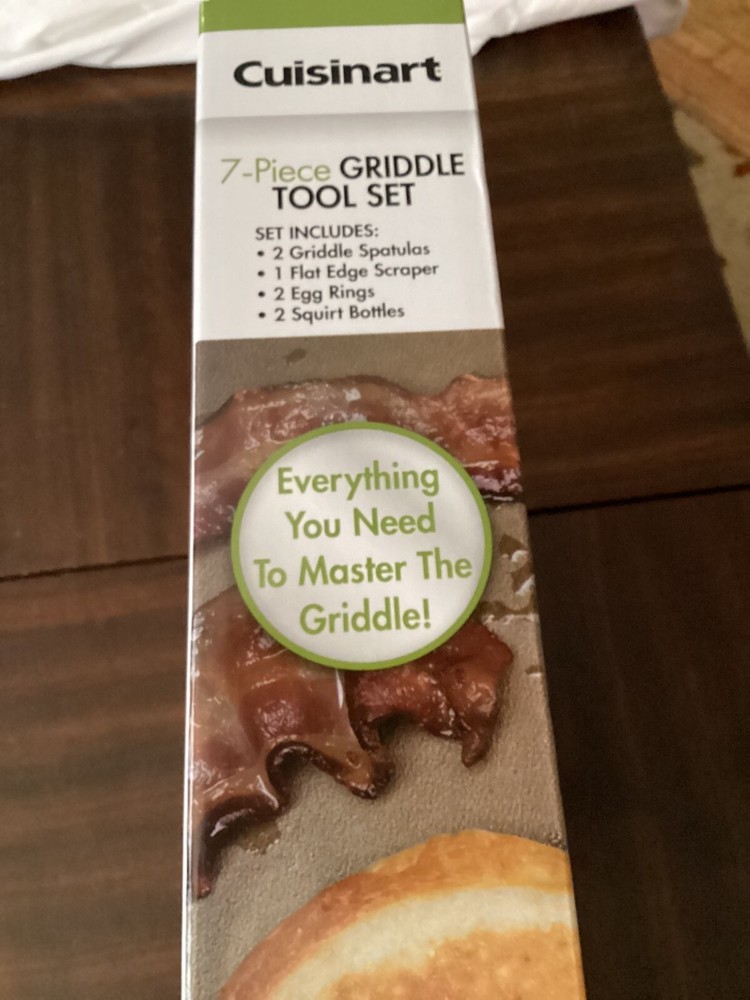 Cuisinart
7-Piece GRIDDLE
TOOL SET
SET INCLUDES:
• 2 Griddle Spatulas
• 1 Flat Edge Scraper
• 2 Egg Rings
• 2 Squirt Bottles
Everything
You Need
To Master The
Griddle!